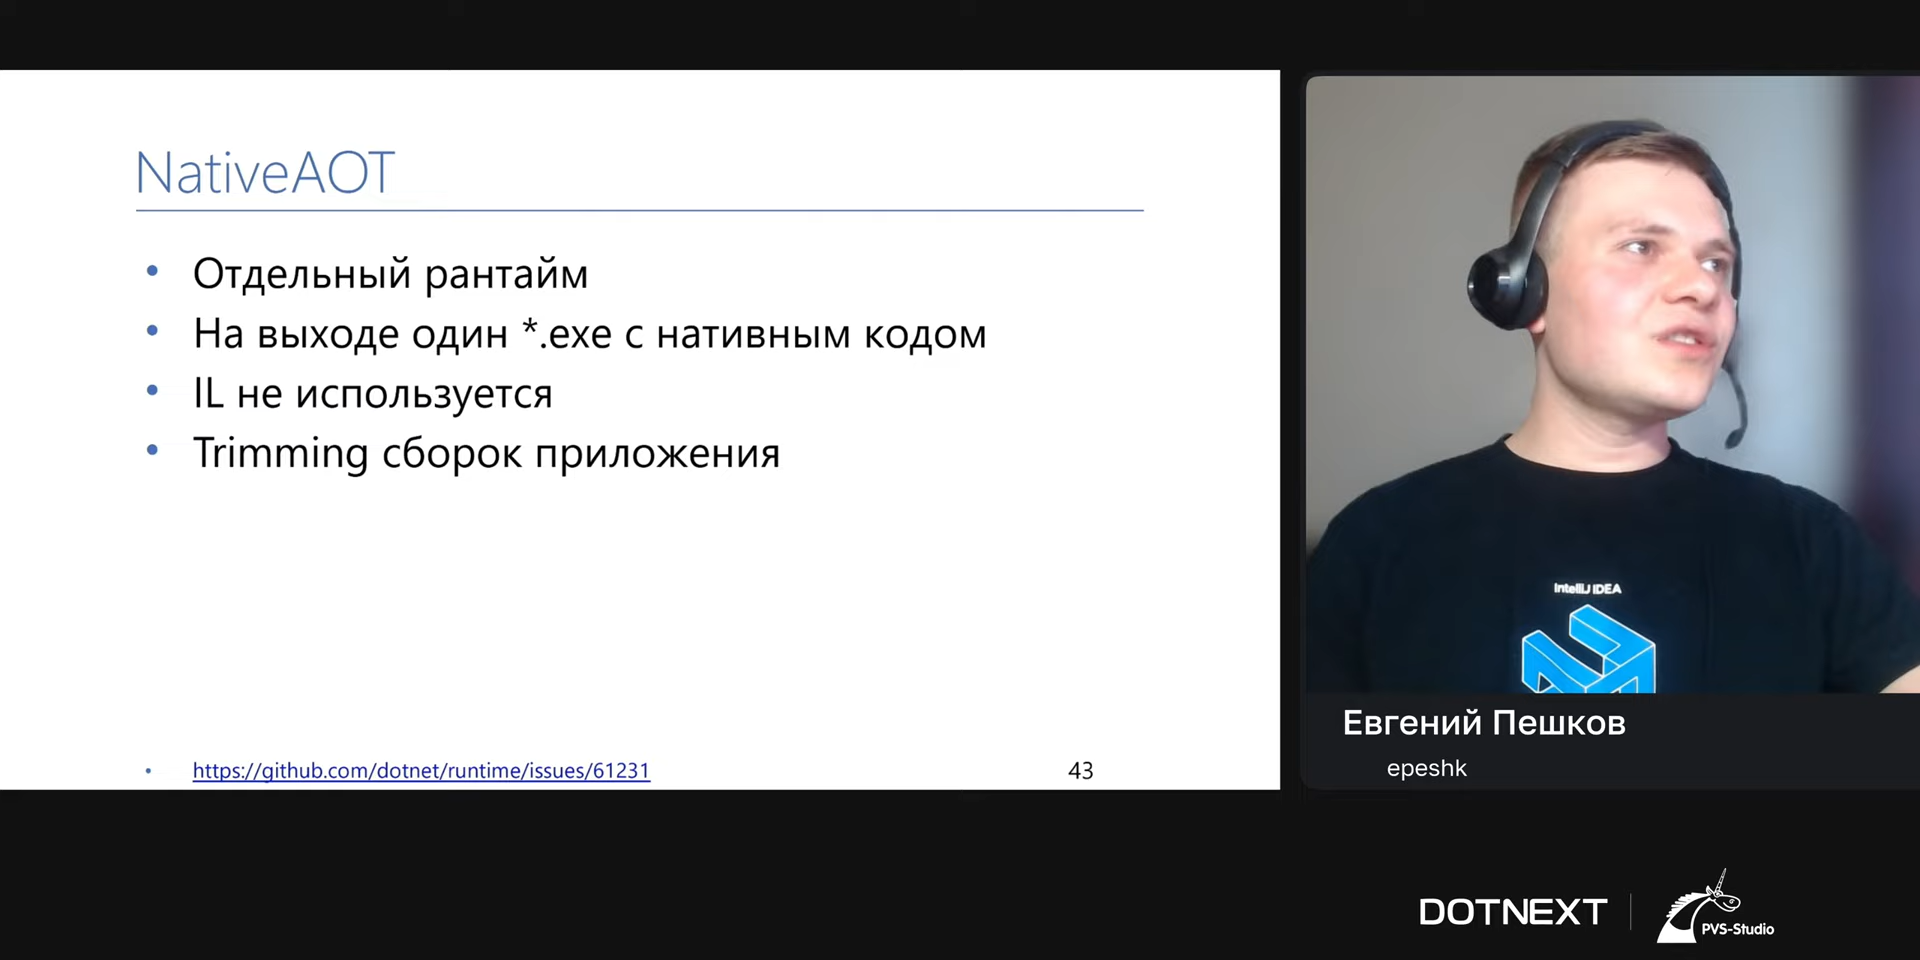 NativeAOT
• Отдельный рантайм
• На выходе один *.exe с нативным кодом
• IL не используется
• Trimming сборок приложения
• https://github.com/dotnet/runtime/issues/61231
43
IntelliJ IDEA
Евгений Пешков
epeshk
DOTNEXT
PVS-Studio